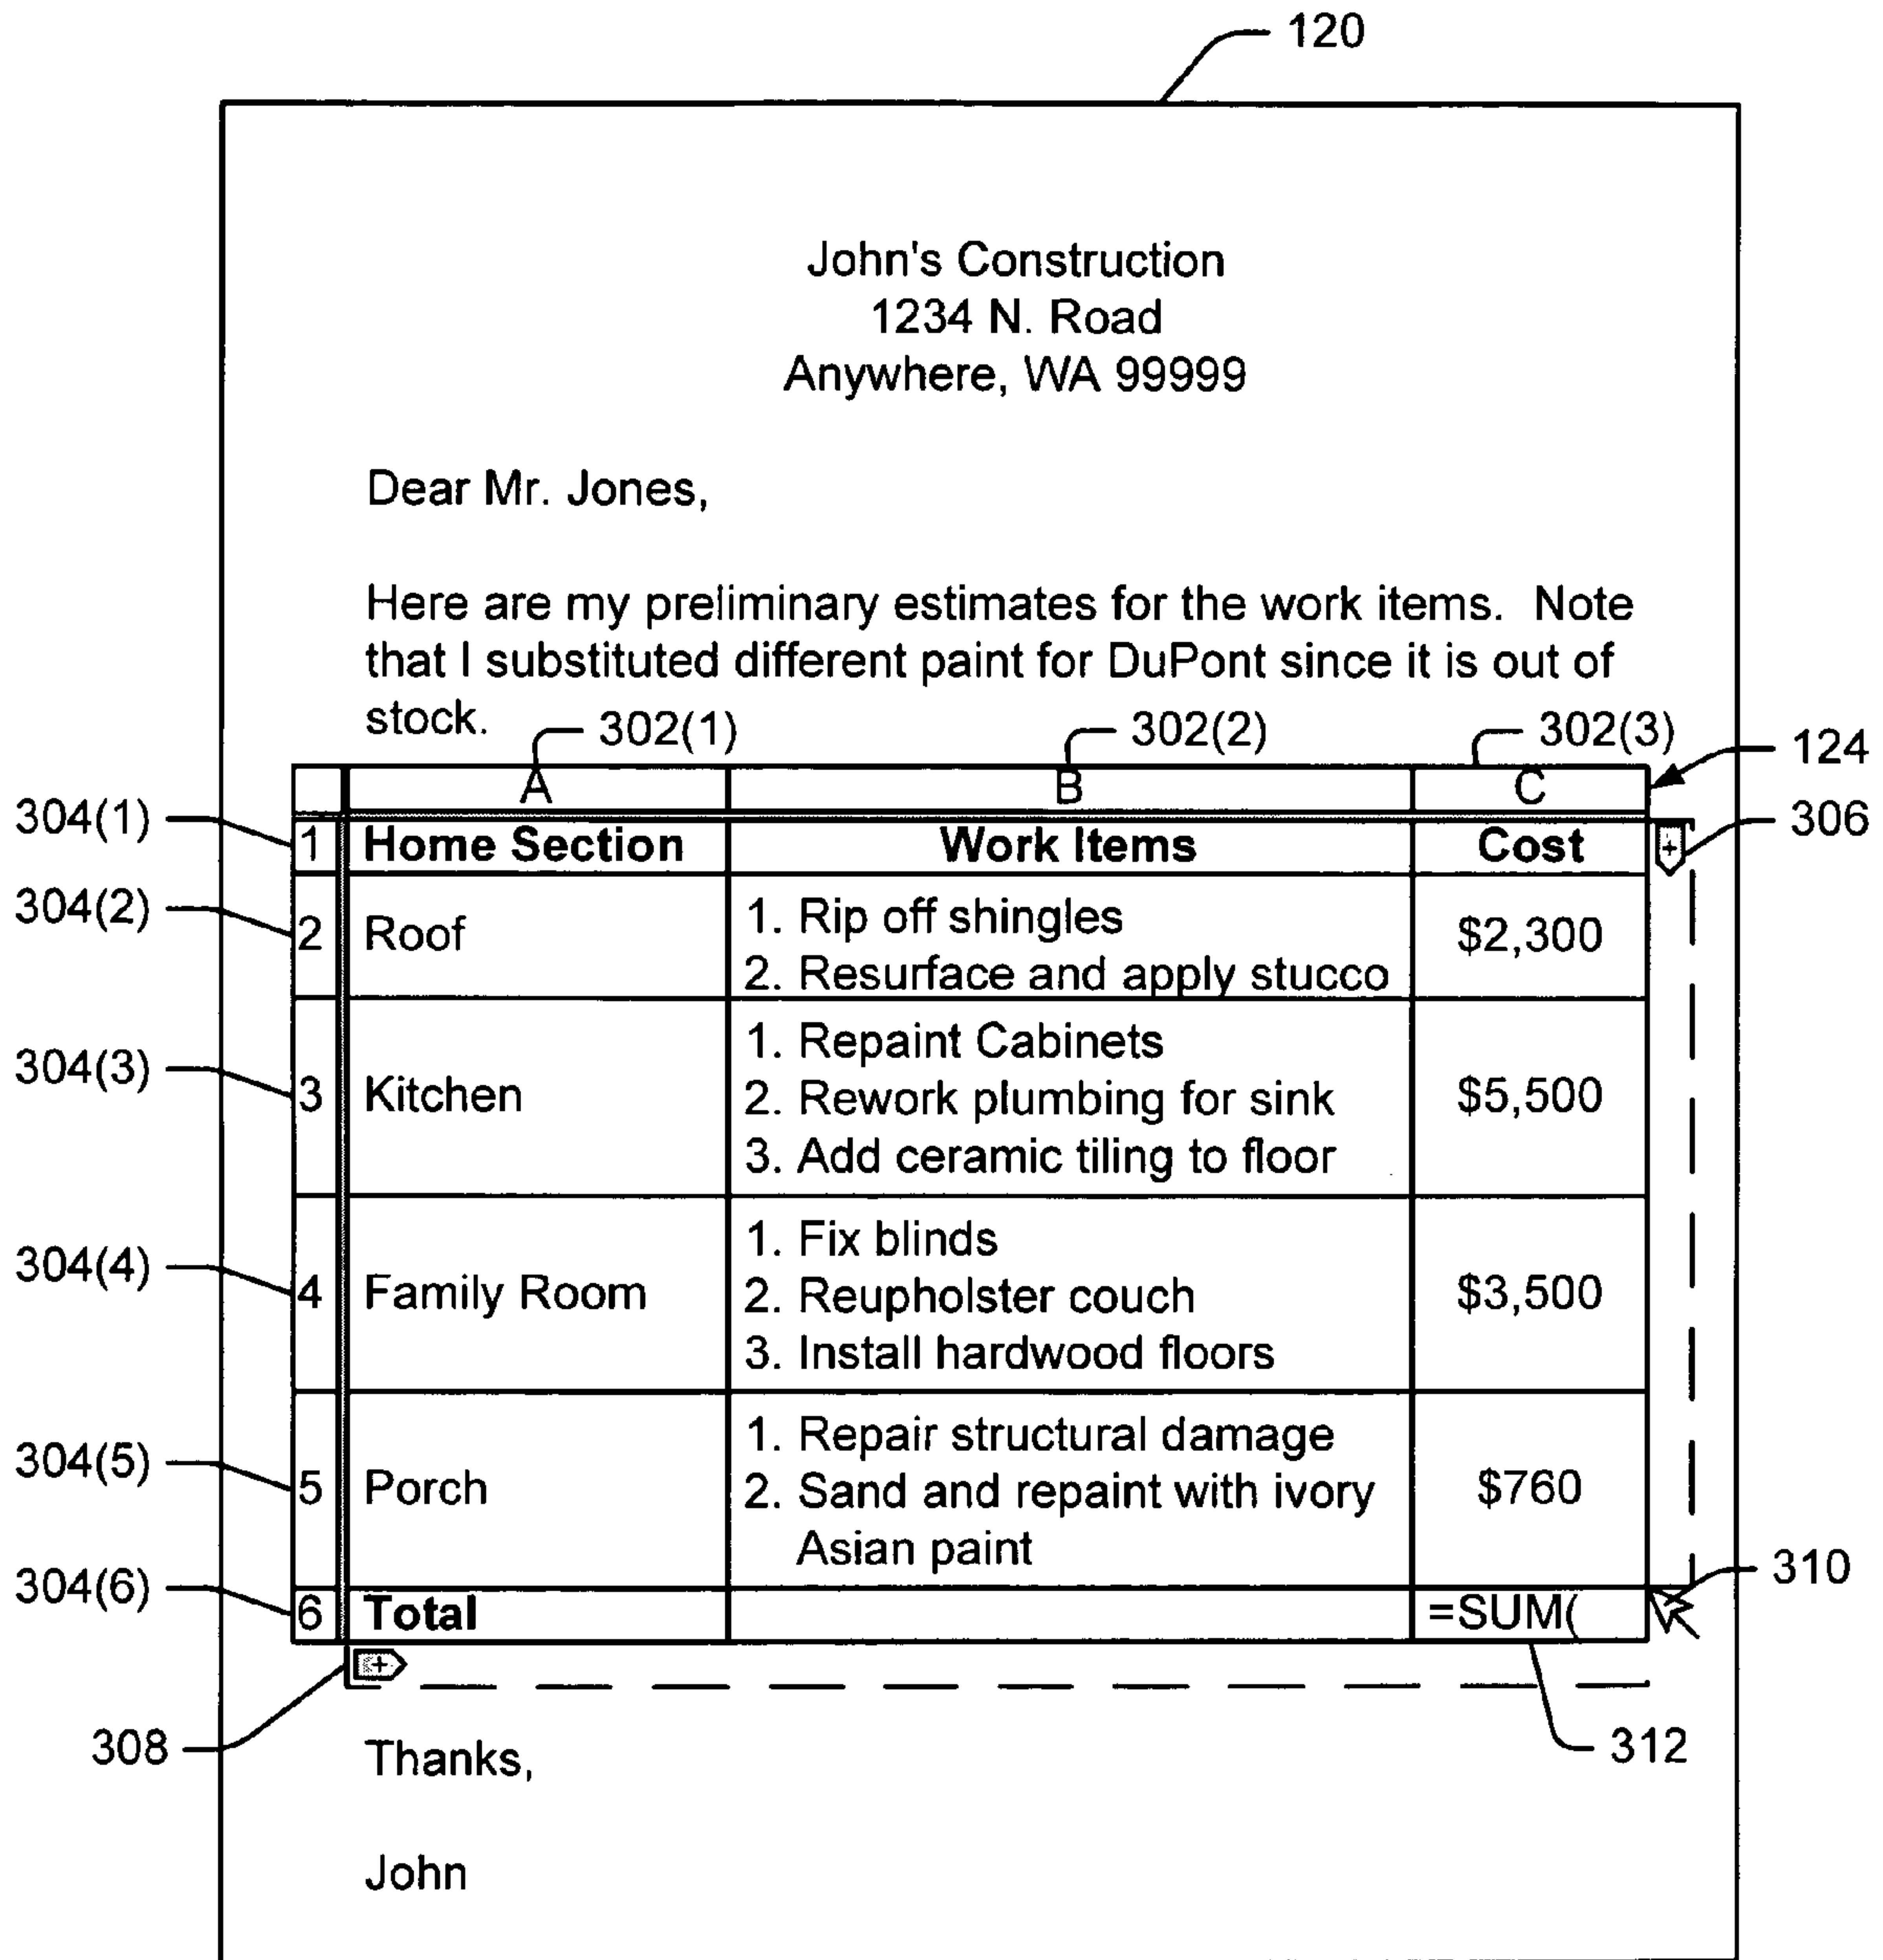 120
John's Construction
1234 N. Road
Anywhere, WA 99999
Dear Mr. Jones,
Here are my preliminary estimates for the work items.  Note
that I substituted different paint for DuPont since it is out of
stock.
302(1) 302(2) 302(3)
124
A B C
304(1) 306
1 Home Section Work Items Cost +
304(2)
2 Roof 1. Rip off shingles $2,300
2. Resurface and apply stucco
304(3)
3 Kitchen 1. Repaint Cabinets $5,500
2. Rework plumbing for sink
3. Add ceramic tiling to floor
304(4)
4 Family Room 1. Fix blinds $3,500
2. Reupholster couch
3. Install hardwood floors
304(5)
5 Porch 1. Repair structural damage $760
2. Sand and repaint with ivory
Asian paint
304(6) 310
6 Total =SUM(
+
308 312
Thanks,
John